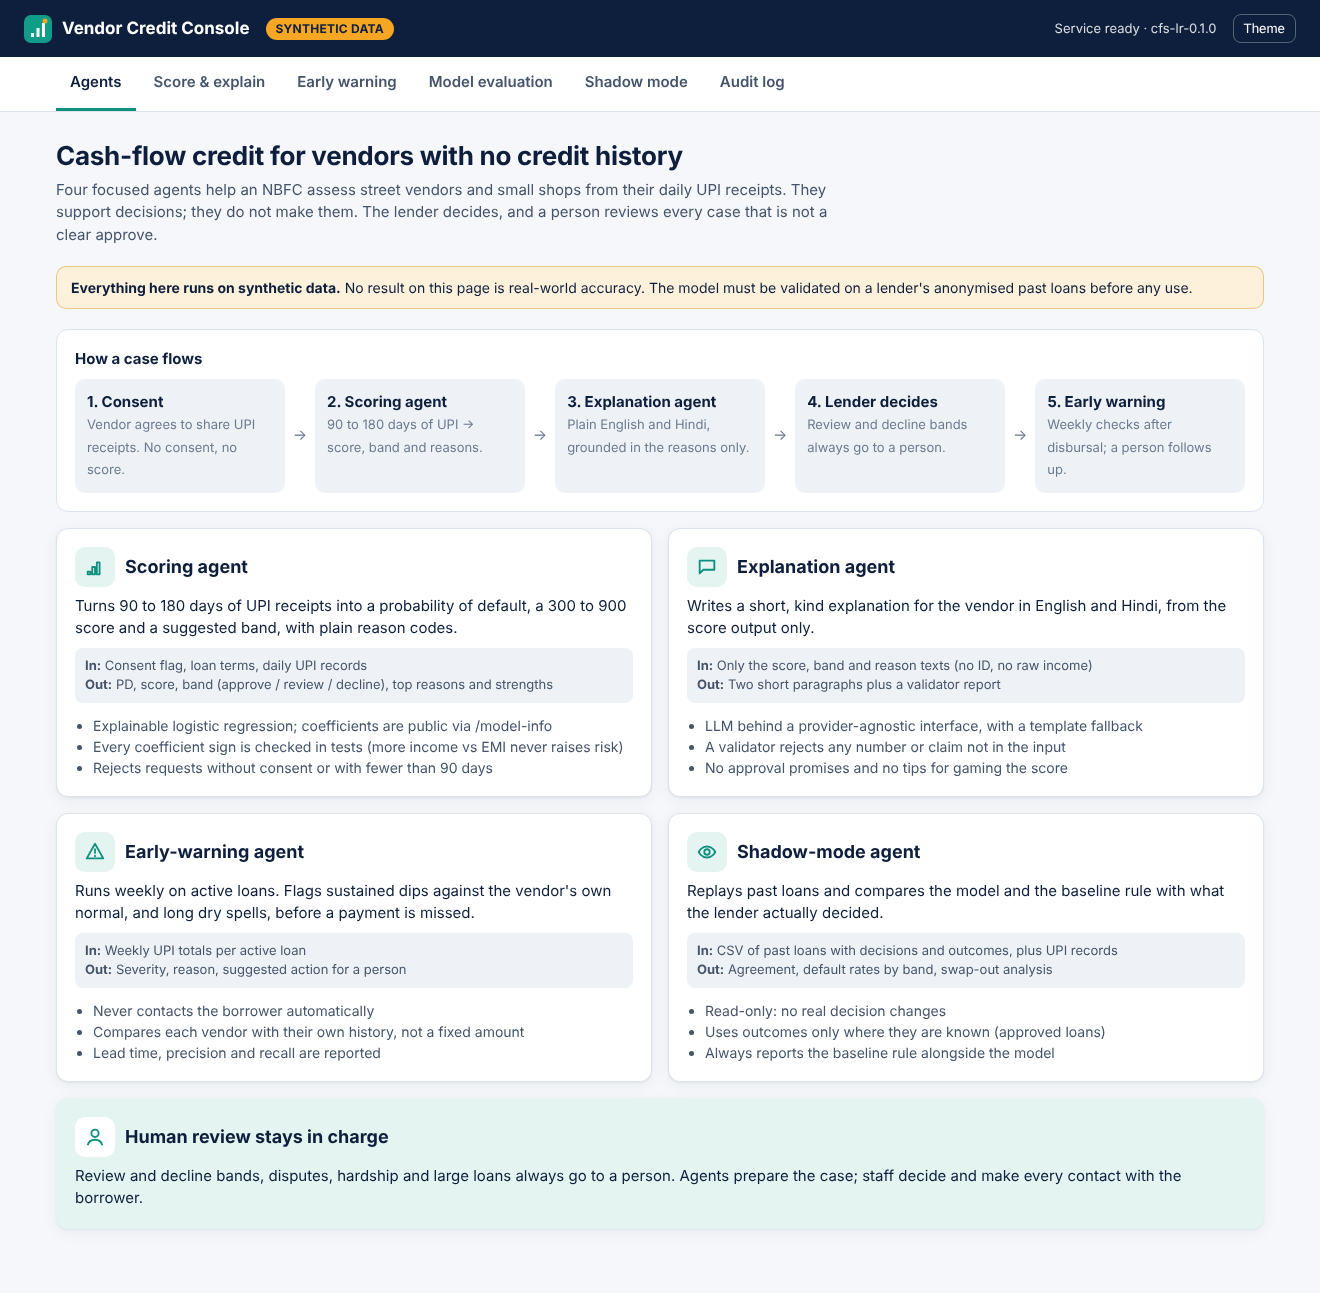 Vendor Credit Console
SYNTHETIC DATA
Service ready · cfs-lr-0.1.0
Theme
Agents
Score & explain
Early warning
Model evaluation
Shadow mode
Audit log
Cash-flow credit for vendors with no credit history
Four focused agents help an NBFC assess street vendors and small shops from their daily UPI receipts. They
support decisions; they do not make them. The lender decides, and a person reviews every case that is not a
clear approve.
Everything here runs on synthetic data. No result on this page is real-world accuracy. The model must be validated on a lender's anonymised past loans before any use.
How a case flows
1. Consent
Vendor agrees to share UPI
receipts. No consent, no
score.
→
2. Scoring agent
90 to 180 days of UPI →
score, band and reasons.
→
3. Explanation agent
Plain English and Hindi,
grounded in the reasons only.
→
4. Lender decides
Review and decline bands
always go to a person.
→
5. Early warning
Weekly checks after
disbursal; a person follows
up.
Scoring agent
Turns 90 to 180 days of UPI receipts into a probability of default, a 300 to 900
score and a suggested band, with plain reason codes.
In: Consent flag, loan terms, daily UPI records
Out: PD, score, band (approve / review / decline), top reasons and strengths
• Explainable logistic regression; coefficients are public via /model-info
• Every coefficient sign is checked in tests (more income vs EMI never raises risk)
• Rejects requests without consent or with fewer than 90 days
Explanation agent
Writes a short, kind explanation for the vendor in English and Hindi, from the
score output only.
In: Only the score, band and reason texts (no ID, no raw income)
Out: Two short paragraphs plus a validator report
• LLM behind a provider-agnostic interface, with a template fallback
• A validator rejects any number or claim not in the input
• No approval promises and no tips for gaming the score
Early-warning agent
Runs weekly on active loans. Flags sustained dips against the vendor's own
normal, and long dry spells, before a payment is missed.
In: Weekly UPI totals per active loan
Out: Severity, reason, suggested action for a person
• Never contacts the borrower automatically
• Compares each vendor with their own history, not a fixed amount
• Lead time, precision and recall are reported
Shadow-mode agent
Replays past loans and compares the model and the baseline rule with what
the lender actually decided.
In: CSV of past loans with decisions and outcomes, plus UPI records
Out: Agreement, default rates by band, swap-out analysis
• Read-only: no real decision changes
• Uses outcomes only where they are known (approved loans)
• Always reports the baseline rule alongside the model
Human review stays in charge
Review and decline bands, disputes, hardship and large loans always go to a person. Agents prepare the case; staff decide and make every contact with the
borrower.